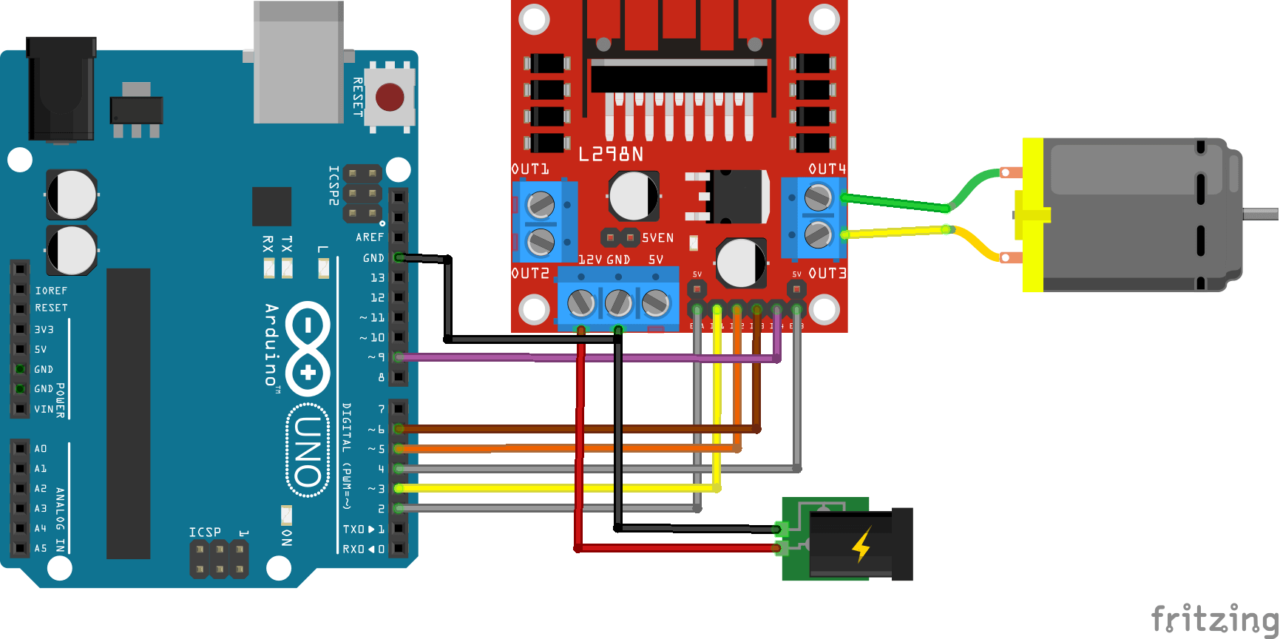 RESET
ICSP2
L
TX
RX
AREF
GND
13
12
~11
~10
~9
8
7
~6
~5
4
~3
2
TX0▶1
RX0◀0
DIGITAL (PWM=~)
Arduino™
UNO
IOREF
RESET
3V3
5V
GND
GND
VIN
POWER
A0
A1
A2
A3
A4
A5
ANALOG IN
ICSP
1
ON
L298N
OUT1
OUT4
5VEN
OUT2
12V GND 5V
OUT3
5V
5V
fritzing